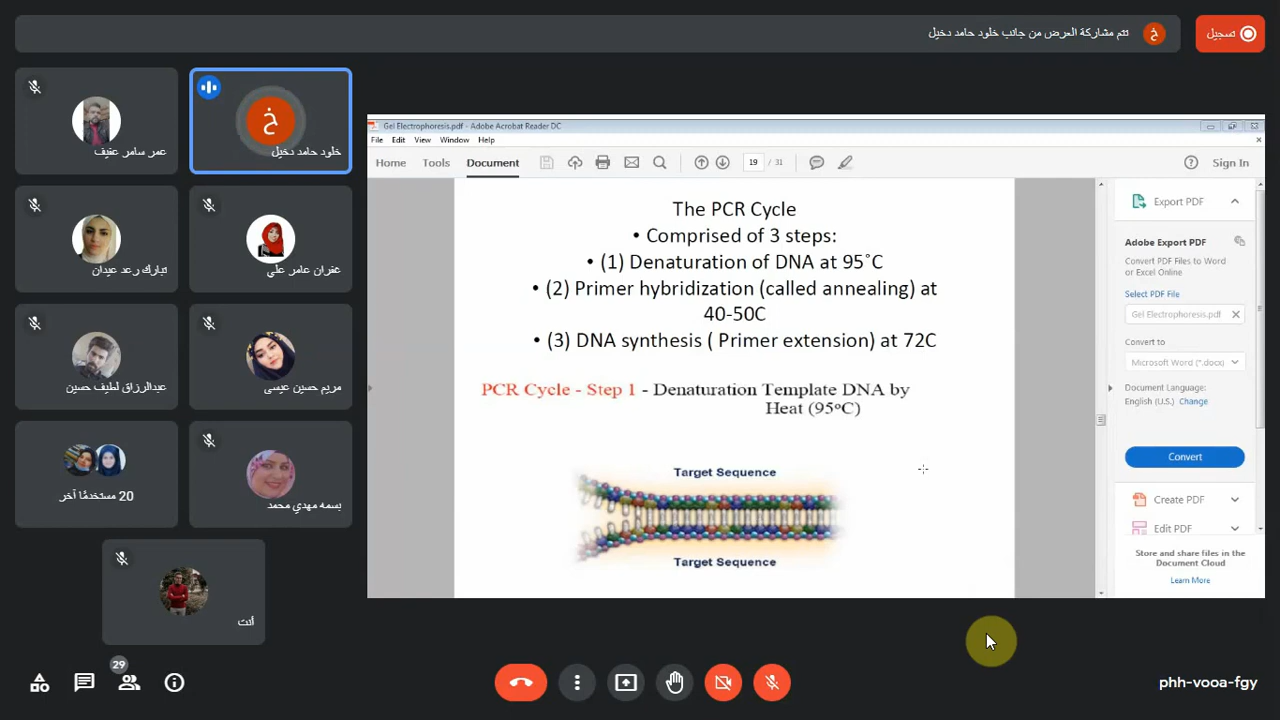 تتم مشاركة العرض من جانب خلود حامد دخيل
تسجيل
عمر سامر عنيف
خلود حامد دخيل
تبارك رعد عيدان
غفران عامر علي
عبدالرزاق لطيف حسين
مريم حسين عيسى
20 مستخدمًا آخر
بسمه مهدي محمد
أنت
Gel Electrophoresis.pdf - Adobe Acrobat Reader DC
File Edit View Window Help
Home Tools Document 19 / 31 Sign In
The PCR Cycle
• Comprised of 3 steps:
• (1) Denaturation of DNA at 95˚C
• (2) Primer hybridization (called annealing) at
40-50C
• (3) DNA synthesis ( Primer extension) at 72C
PCR Cycle - Step 1 - Denaturation Template DNA by
Heat (95ºC)
Target Sequence
Target Sequence
Export PDF
Adobe Export PDF
Convert PDF Files to Word
or Excel Online
Select PDF File
Gel Electrophoresis.pdf
Convert to
Microsoft Word (*.docx)
Document Language:
English (U.S.) Change
Convert
Create PDF
Edit PDF
Store and share files in the
Document Cloud
Learn More
29
phh-vooa-fgy
خ
خ